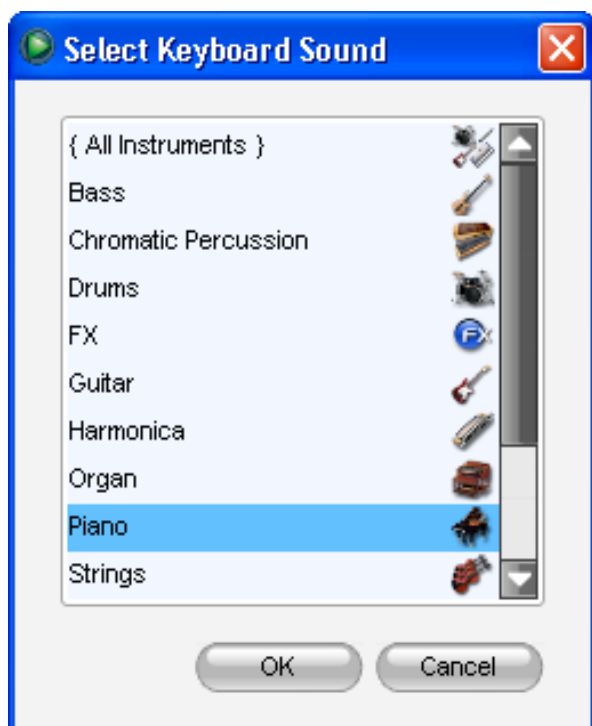 Select Keyboard Sound
{ All Instruments }
Bass
Chromatic Percussion
Drums
FX
Guitar
Harmonica
Organ
Piano
Strings
OK Cancel